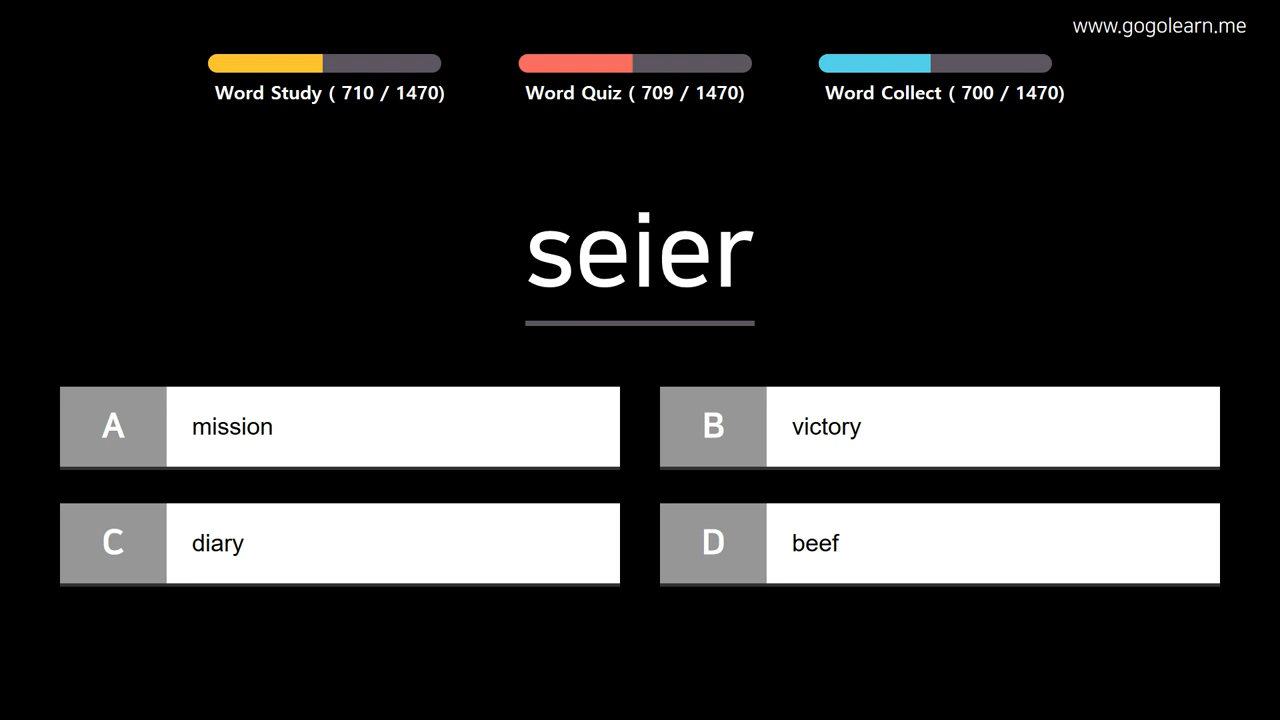 www.gogolearn.me
Word Study ( 710 / 1470)
Word Quiz ( 709 / 1470)
Word Collect ( 700 / 1470)
seier
A mission
B victory
C diary
D beef